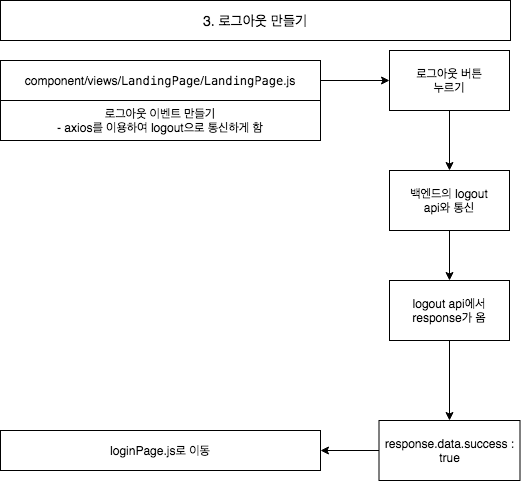 3. 로그아웃 만들기
component/views/LandingPage/LandingPage.js
로그아웃 이벤트 만들기
- axios를 이용하여 logout으로 통신하게 함
로그아웃 버튼
누르기
백엔드의 logout
api와 통신
logout api에서
response가 옴
response.data.success :
true
loginPage.js로 이동